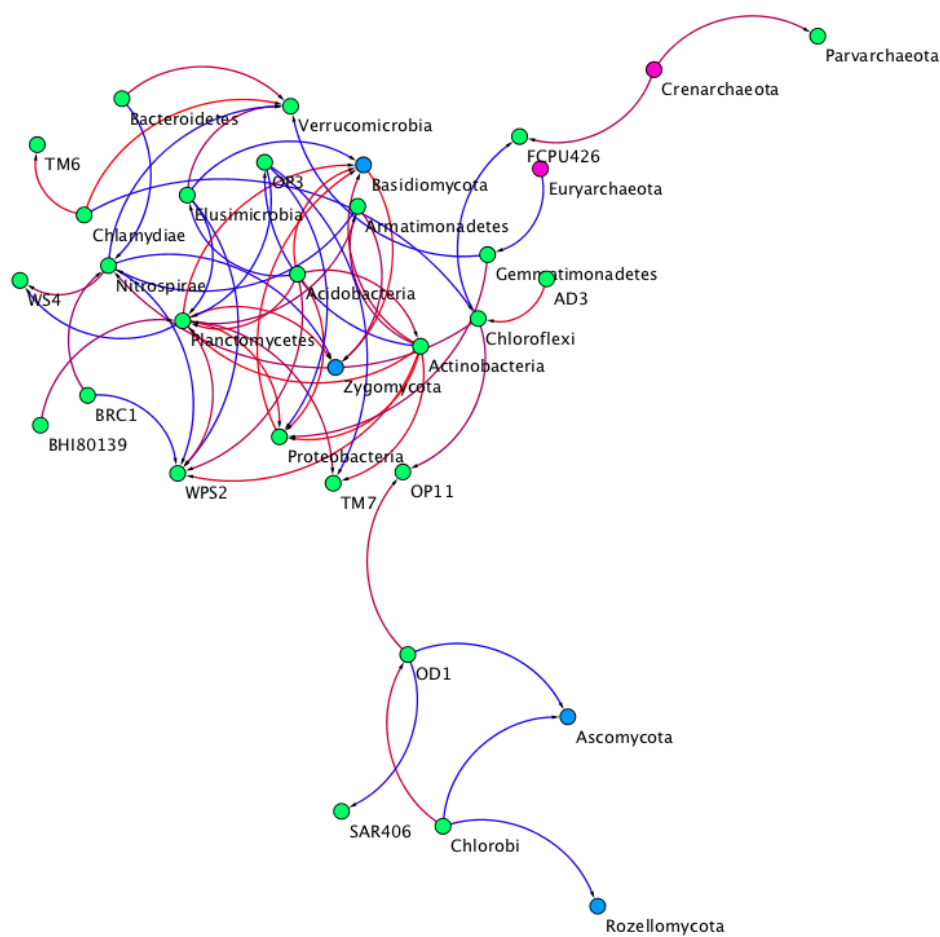 Parvarchaeota
Crenarchaeota
Bacteroidetes
Verrucomicrobia
TM6
FCPU426
OP3
Basidiomycota
Euryarchaeota
Elusimicrobia
Armatimonadetes
Chlamydiae
Gemmatimonadetes
Nitrospirae
Acidobacteria
AD3
WS4
Planctomycetes
Chloroflexi
Actinobacteria
Zygomycota
BRC1
BHI80139
Proteobacteria
WPS2
TM7
OP11
OD1
Ascomycota
SAR406
Chlorobi
Rozellomycota